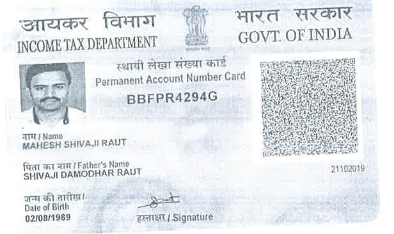 आयकर विभाग
INCOME TAX DEPARTMENT
भारत सरकार
GOVT. OF INDIA
स्थायी लेखा संख्या कार्ड
Permanent Account Number Card
BBFPR4294G
नाम / Name
MAHESH SHIVAJI RAUT
पिता का नाम / Father's Name
SHIVAJI DAMODHAR RAUT
जन्म की तारीख /
Date of Birth
02/08/1989
हस्ताक्षर / Signature
21102019